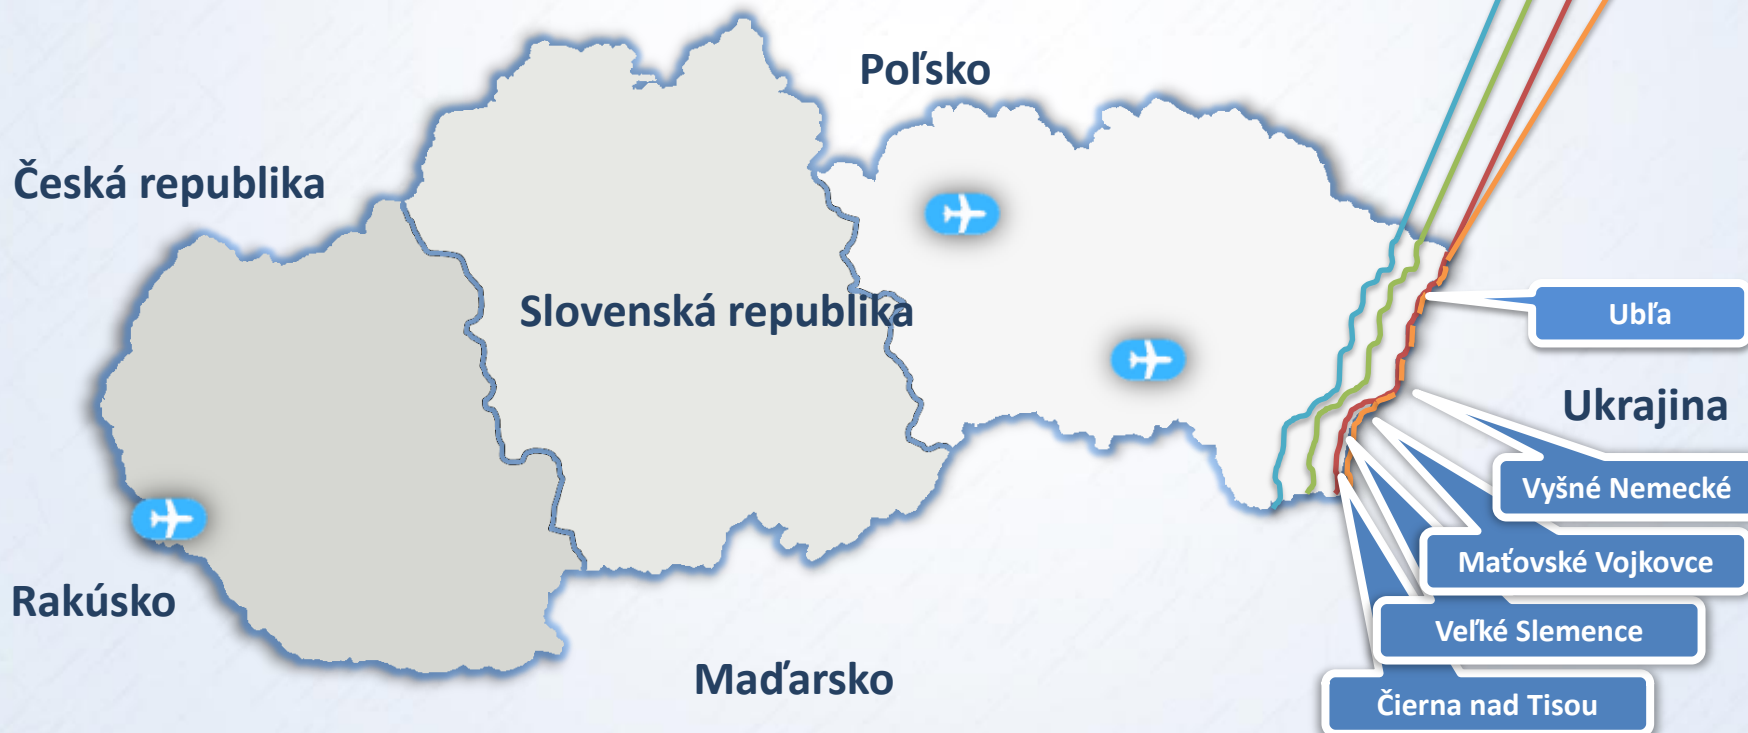 Poľsko
Česká republika
Slovenská republika
Ubľa
Ukrajina
Vyšné Nemecké
Maťovské Vojkovce
Rakúsko
Veľké Slemence
Maďarsko
Čierna nad Tisou